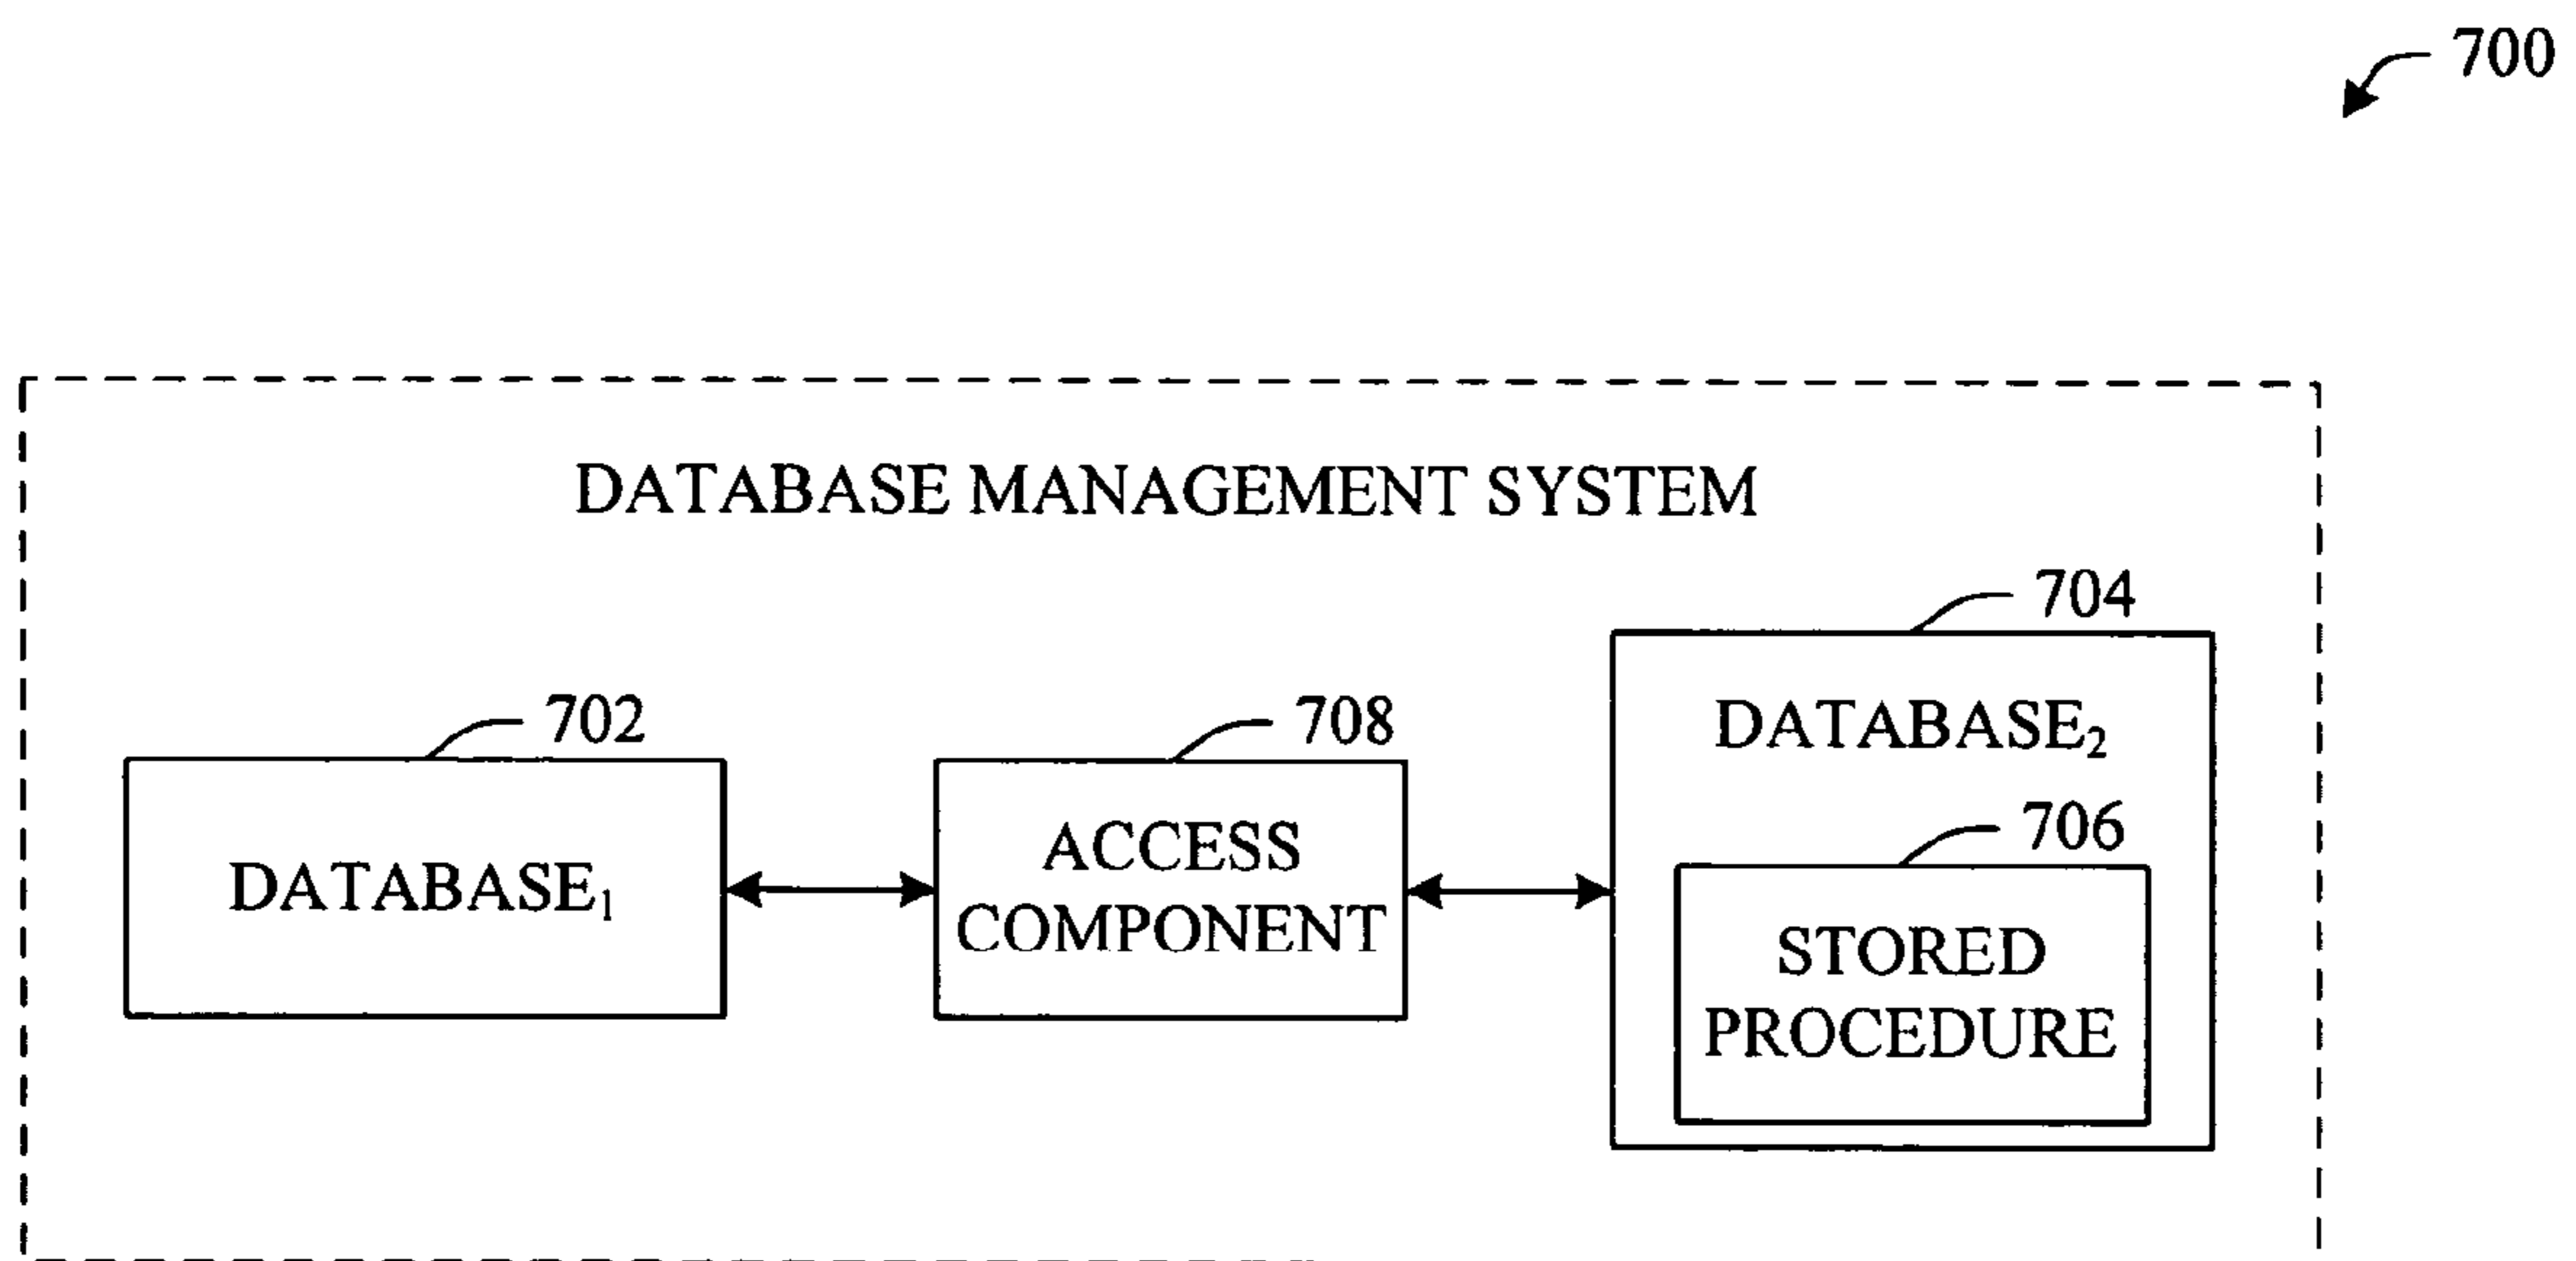 700
DATABASE MANAGEMENT SYSTEM
704
702
708
DATABASE₂
706
DATABASE₁
ACCESS
COMPONENT
STORED
PROCEDURE